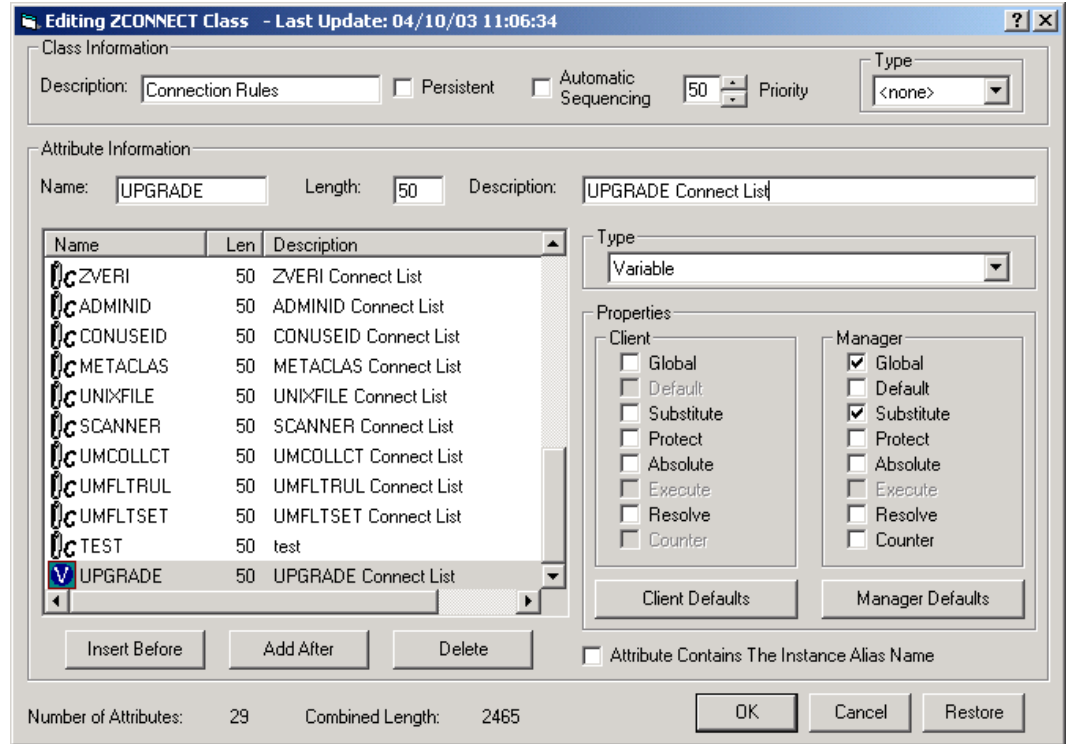 Editing ZCONNECT Class - Last Update: 04/10/03 11:06:34
Class Information
Description: Connection Rules Persistent Automatic Sequencing 50 Priority
Type
<none>
Attribute Information
Name: UPGRADE Length: 50 Description: UPGRADE Connect List
Name Len Description
ZVERI 50 ZVERI Connect List
ADMINID 50 ADMINID Connect List
CONUSEID 50 CONUSEID Connect List
METACLAS 50 METACLAS Connect List
UNIXFILE 50 UNIXFILE Connect List
SCANNER 50 SCANNER Connect List
UMCOLLCT 50 UMCOLLCT Connect List
UMFLTRUL 50 UMFLTRUL Connect List
UMFLTSET 50 UMFLTSET Connect List
TEST 50 test
V UPGRADE 50 UPGRADE Connect List
Insert Before Add After Delete
Type
Variable
Properties
Client
Global
Default
Substitute
Protect
Absolute
Execute
Resolve
Counter
Client Defaults
Manager
Global
Default
Substitute
Protect
Absolute
Execute
Resolve
Counter
Manager Defaults
Attribute Contains The Instance Alias Name
Number of Attributes: 29 Combined Length: 2465
OK Cancel Restore